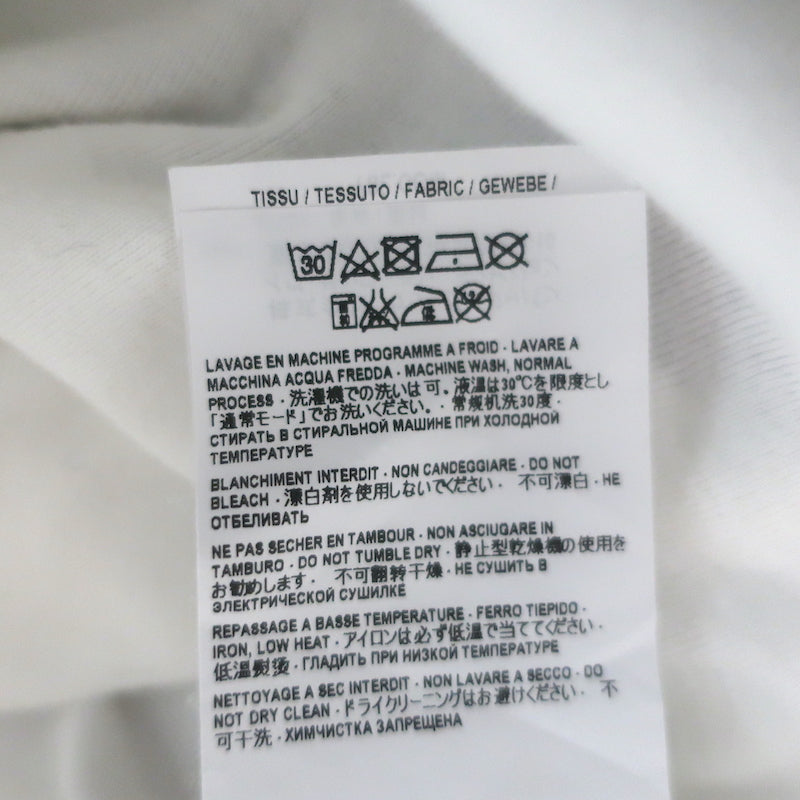 TISSU / TESSUTO / FABRIC / GEWEBE /
30
LAVAGE EN MACHINE PROGRAMME A FROID · LAVARE A
MACCHINA ACQUA FREDDA · MACHINE WASH, NORMAL
PROCESS · 洗濯機での洗いは可。液温は30℃を限度とし
「通常モード」でお洗いください。· 常规机洗30度 ·
СТИРАТЬ В СТИРАЛЬНОЙ МАШИНЕ ПРИ ХОЛОДНОЙ
ТЕМПЕРАТУРЕ
BLANCHIMENT INTERDIT · NON CANDEGGIARE · DO NOT
BLEACH · 漂白剤を使用しないでください · 不可漂白 · НЕ
ОТБЕЛИВАТЬ
NE PAS SECHER EN TAMBOUR · NON ASCIUGARE IN
TAMBURO · DO NOT TUMBLE DRY · 静止型乾燥機の使用を
お勧めします · 不可翻转干燥 · НЕ СУШИТЬ В
ЭЛЕКТРИЧЕСКОЙ СУШИЛКЕ
REPASSAGE A BASSE TEMPERATURE · FERRO TIEPIDO ·
IRON, LOW HEAT · アイロンは必ず低温で当ててください ·
低温熨烫 · ГЛАДИТЬ ПРИ НИЗКОЙ ТЕМПЕРАТУРЕ
NETTOYAGE A SEC INTERDIT · NON LAVARE A SECCO · DO
NOT DRY CLEAN · ドライクリーニングはお避けください · 不
可干洗 · ХИМЧИСТКА ЗАПРЕЩЕНА